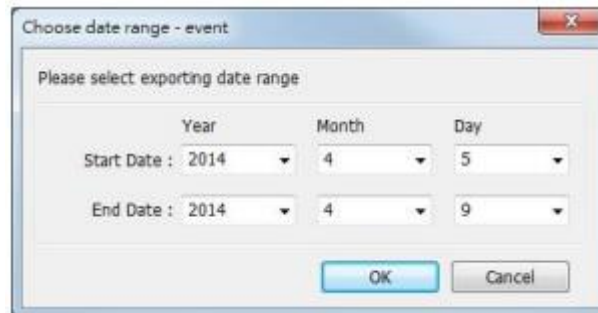 Choose date range - event
Please select exporting date range
Year Month Day
Start Date : 2014 4 5
End Date : 2014 4 9
OK Cancel